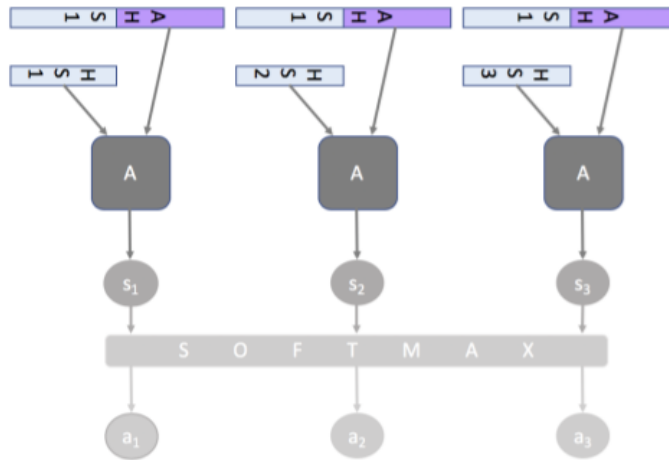 A H S 1
A H S 1
A H S 1
H S 1
H S 2
H S 3
A
A
A
s1
s2
s3
S O F T M A X
a1
a2
a3